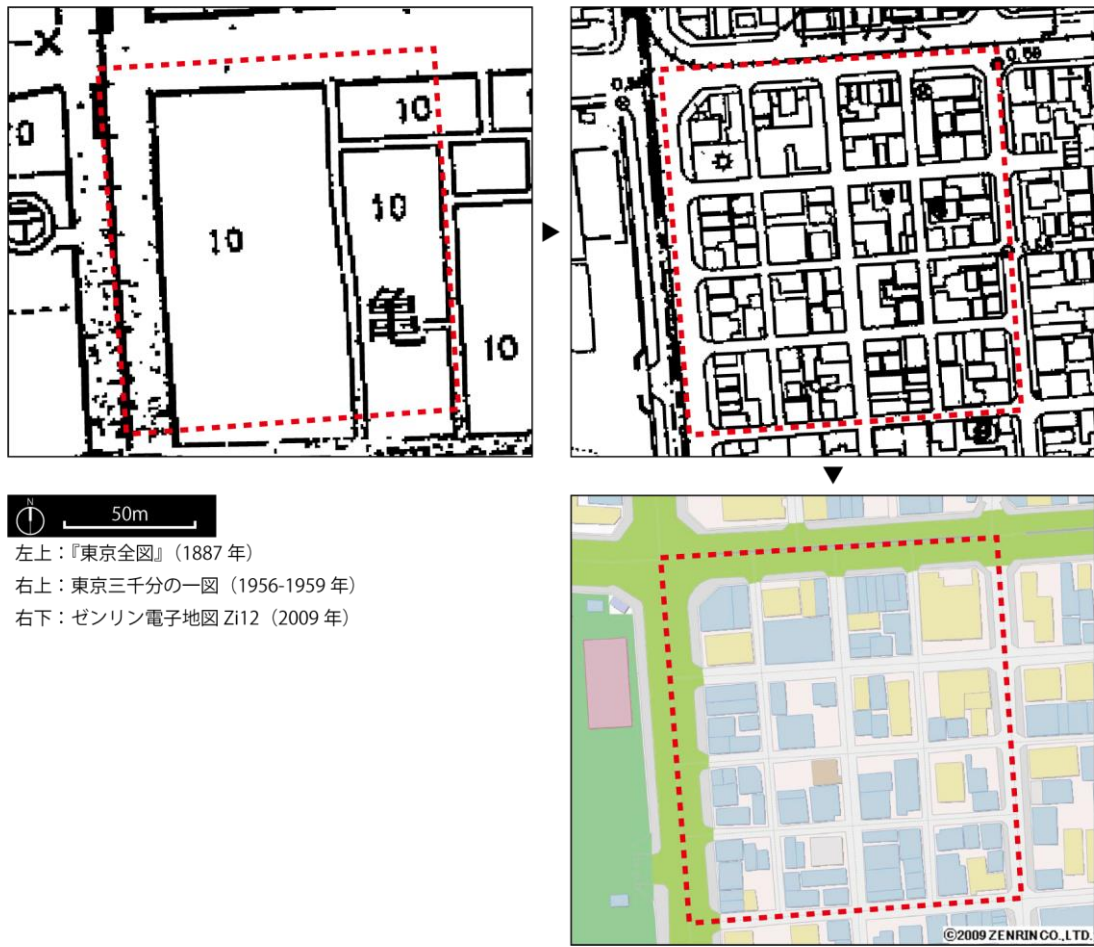 10
10
10
亀
10
0.59
N
50m
左上：『東京全図』（1887 年）
右上：東京三千分の一図（1956-1959 年）
右下：ゼンリン電子地図 Zi12（2009 年）
©2009 ZENRIN CO., LTD.